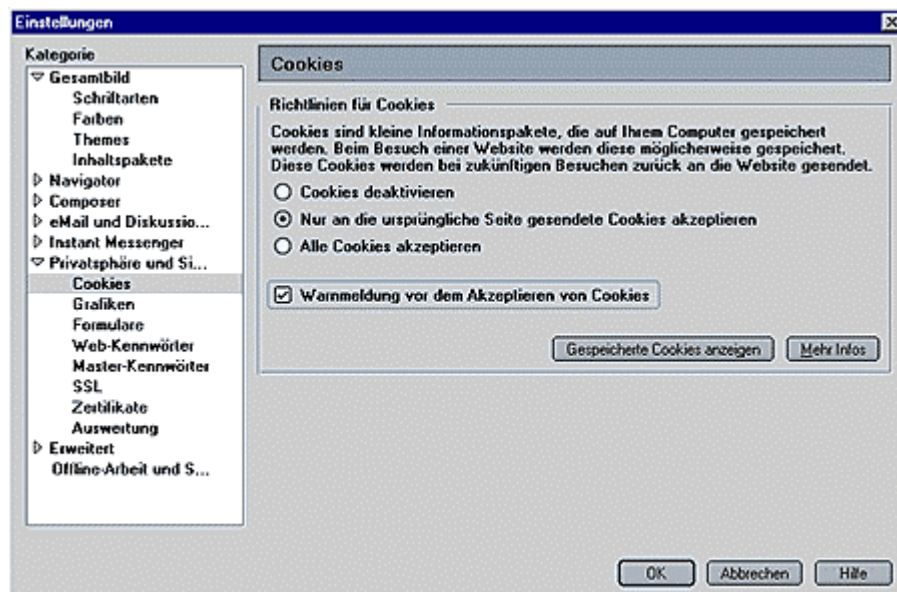 Einstellungen
Kategorie
Gesamtbild
Schriftarten
Farben
Themes
Inhaltspakete
Navigator
Composer
eMail und Diskussio...
Instant Messenger
Privatsphäre und Si...
Cookies
Grafiken
Formulare
Web-Kennwörter
Master-Kennwörter
SSL
Zertifikate
Auswertung
Erweitert
Offline-Arbeit und S...
Cookies
Richtlinien für Cookies
Cookies sind kleine Informationspakete, die auf Ihrem Computer gespeichert
werden. Beim Besuch einer Website werden diese möglicherweise gespeichert.
Diese Cookies werden bei zukünftigen Besuchen zurück an die Website gesendet.
Cookies deaktivieren
Nur an die ursprüngliche Seite gesendete Cookies akzeptieren
Alle Cookies akzeptieren
Warnmeldung vor dem Akzeptieren von Cookies
Gespeicherte Cookies anzeigen
Mehr Infos
OK
Abbrechen
Hilfe